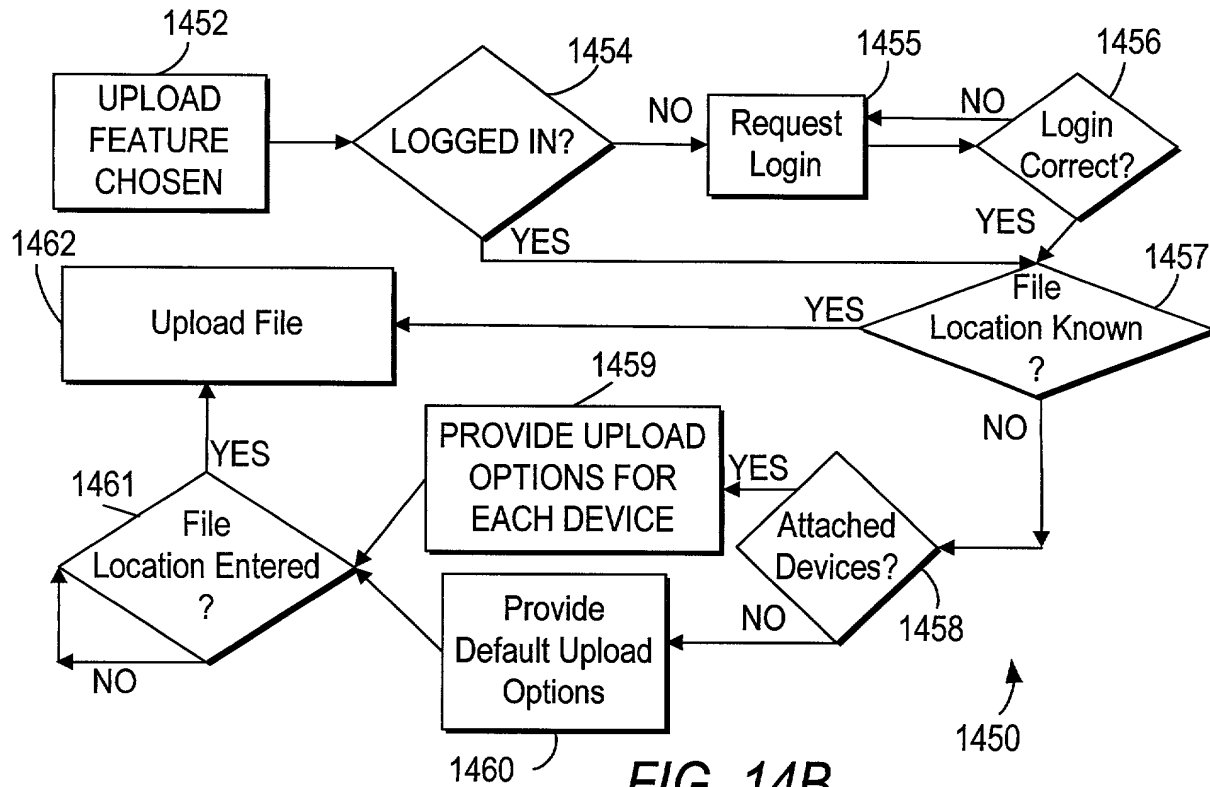 1452
UPLOAD
FEATURE
CHOSEN
1454
LOGGED IN?
NO
1455
Request
Login
1456
NO
Login
Correct?
YES
YES
1462
Upload File
YES
1457
File
Location Known
?
NO
1459
PROVIDE UPLOAD
OPTIONS FOR
EACH DEVICE
YES
Attached
Devices?
1458
NO
YES
1461
File
Location Entered
?
NO
Provide
Default Upload
Options
1460
1450
FIG. 14B